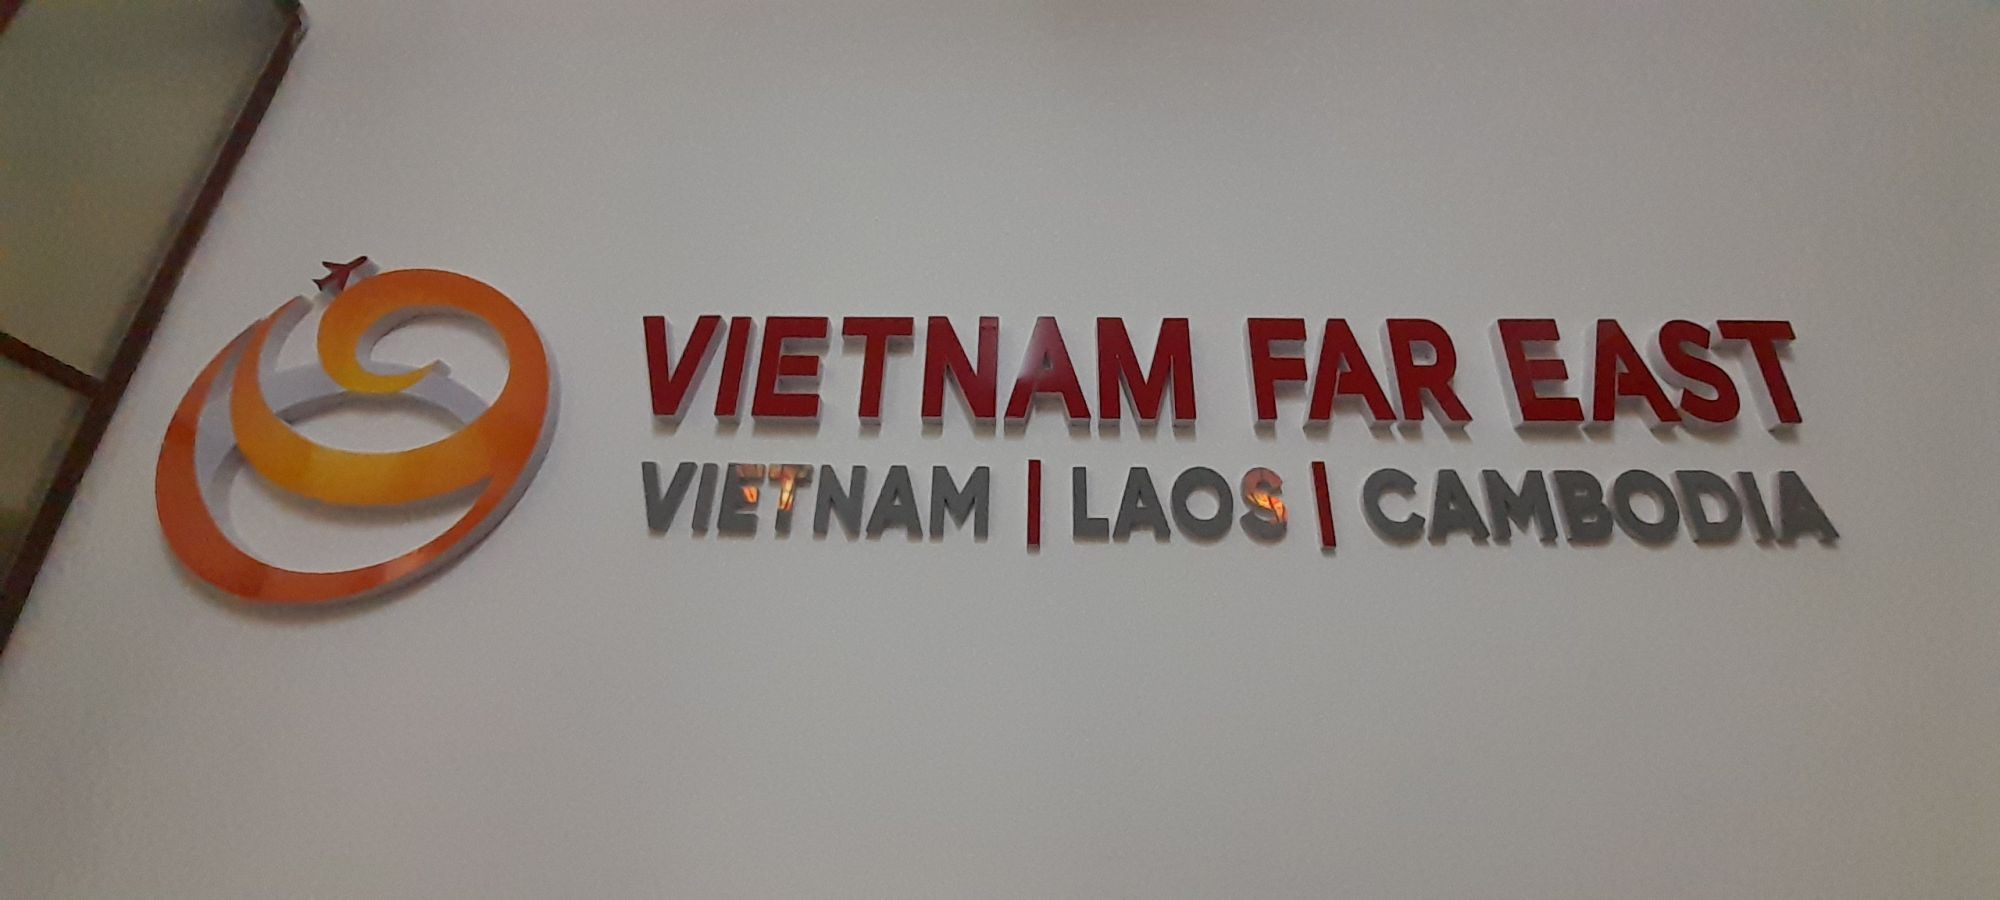 VIETNAM FAR EAST
VIETNAM | LAOS | CAMBODIA